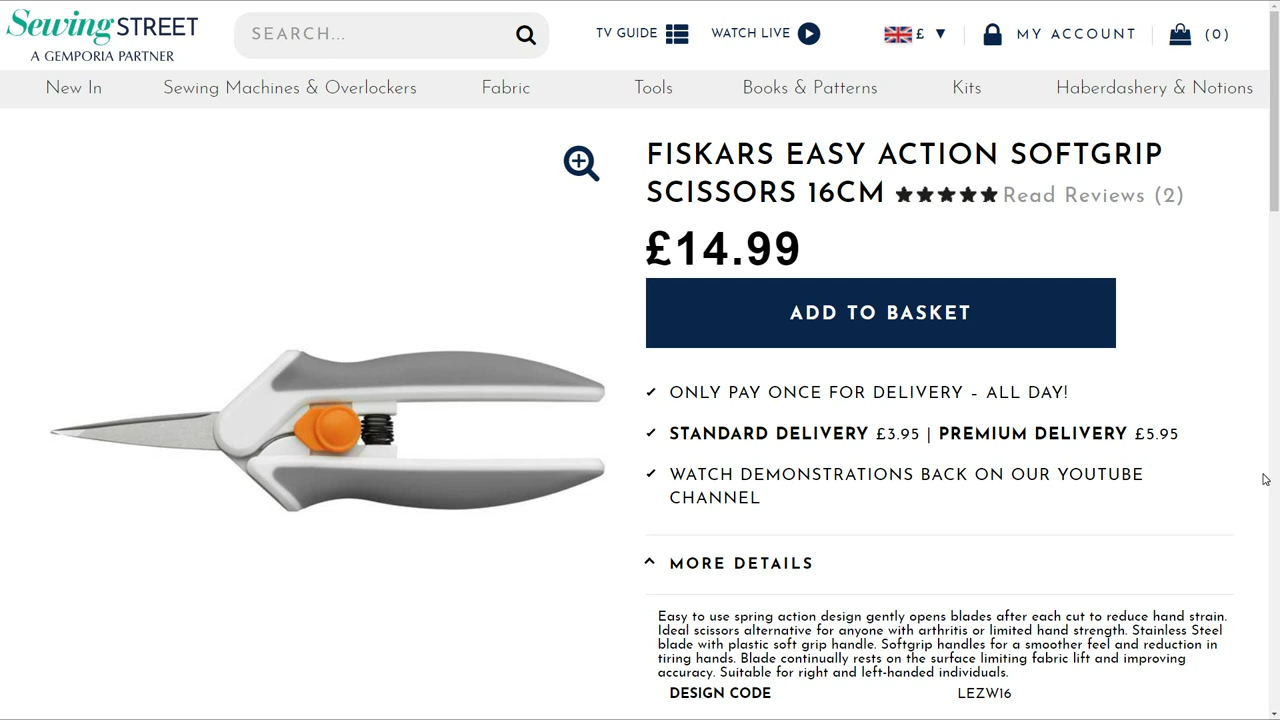 Sewing STREET
A GEMPORIA PARTNER
SEARCH...
TV GUIDE
WATCH LIVE
£ ▼
MY ACCOUNT
(0)
New In
Sewing Machines & Overlockers
Fabric
Tools
Books & Patterns
Kits
Haberdashery & Notions
FISKARS EASY ACTION SOFTGRIP
SCISSORS 16CM ★★★★★ Read Reviews (2)
£14.99
ADD TO BASKET
✓ ONLY PAY ONCE FOR DELIVERY – ALL DAY!
✓ STANDARD DELIVERY £3.95 | PREMIUM DELIVERY £5.95
✓ WATCH DEMONSTRATIONS BACK ON OUR YOUTUBE
CHANNEL
MORE DETAILS
Easy to use spring action design gently opens blades after each cut to reduce hand strain.
Ideal scissors alternative for anyone with arthritis or limited hand strength. Stainless Steel
blade with plastic soft grip handle. Softgrip handles for a smoother feel and reduction in
tiring hands. Blade continually rests on the surface limiting fabric lift and improving
accuracy. Suitable for right and left-handed individuals.
DESIGN CODE LEZW16